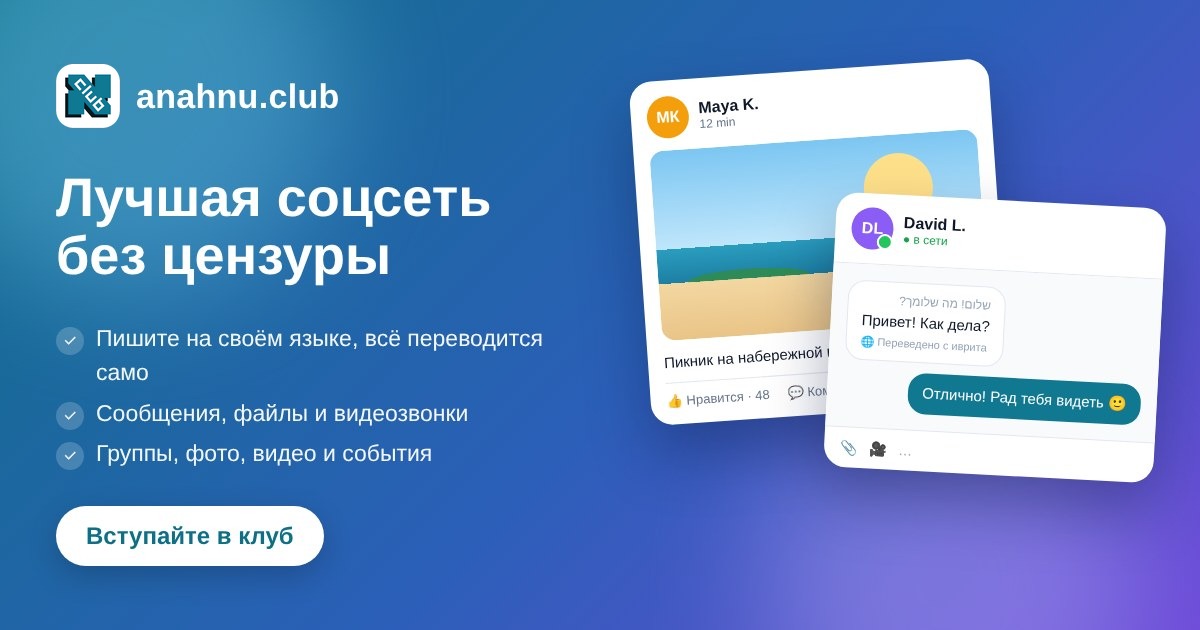 club
anahnu.club
Лучшая соцсеть
без цензуры
Пишите на своём языке, всё переводится
само
Сообщения, файлы и видеозвонки
Группы, фото, видео и события
Вступайте в клуб
MK
Maya K.
12 min
Пикник на набережной
👍 Нравится · 48 💬 Ком
DL
David L.
● в сети
שלום! מה שלומך?
Привет! Как дела?
🌐 Переведено с иврита
Отлично! Рад тебя видеть 🙂
📎 🎥 …